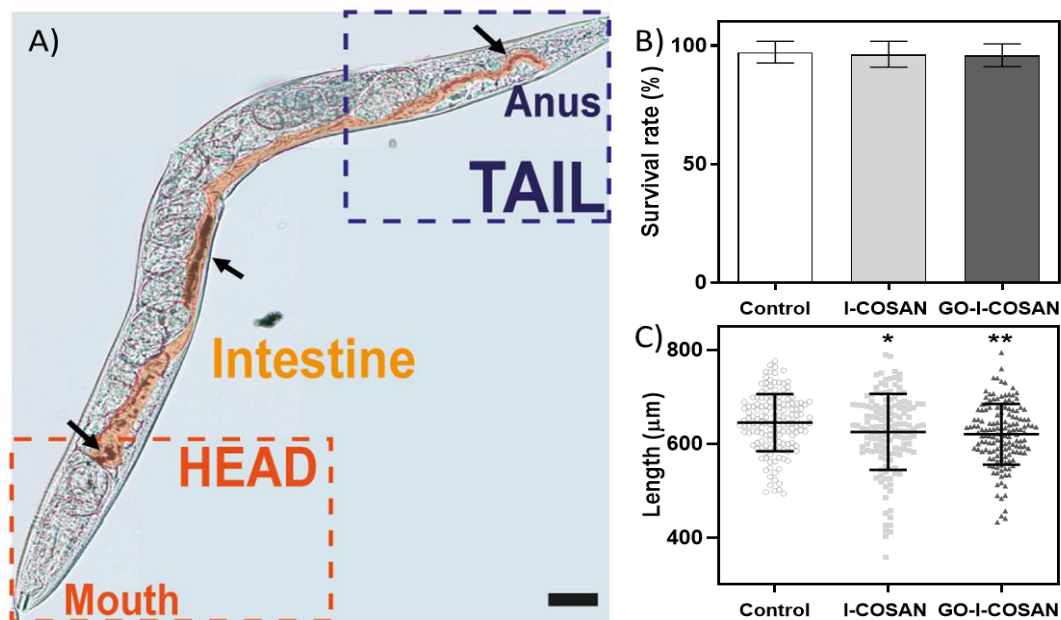 A)
Anus
TAIL
Intestine
HEAD
Mouth
B)
Survival rate (%)
100
50
0
Control I-COSAN GO-I-COSAN
C)
Length (µm)
800
600
400
* **
Control I-COSAN GO-I-COSAN